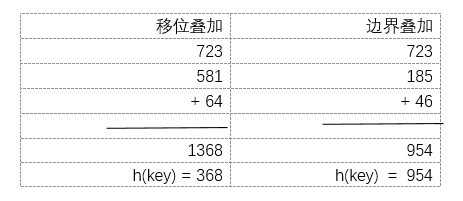 移位叠加 边界叠加
723 723
581 185
+ 64 + 46
1368 954
h(key) = 368 h(key) = 954